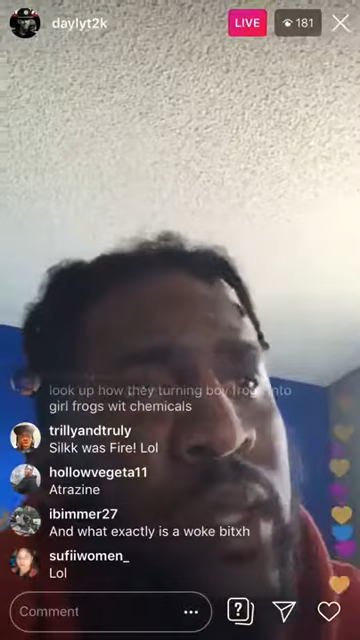 daylyt2k
LIVE
181
look up how they turning boy frogs into
girl frogs wit chemicals
trillyandtruly
Silkk was Fire! Lol
hollowvegeta11
Atrazine
ibimmer27
And what exactly is a woke bitxh
sufiiwomen_
Lol
Comment